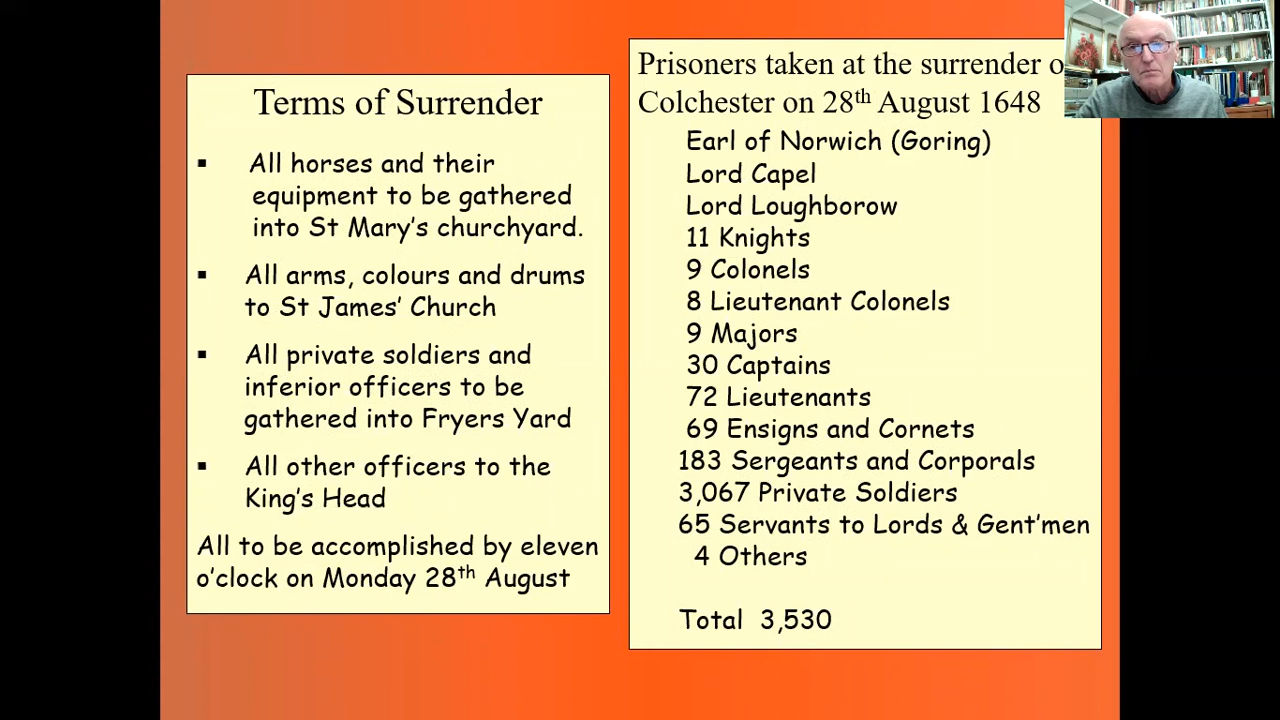 Terms of Surrender
▪ All horses and their
equipment to be gathered
into St Mary's churchyard.
▪ All arms, colours and drums
to St James' Church
▪ All private soldiers and
inferior officers to be
gathered into Fryers Yard
▪ All other officers to the
King's Head
All to be accomplished by eleven
o'clock on Monday 28th August
Prisoners taken at the surrender o
Colchester on 28th August 1648
Earl of Norwich (Goring)
Lord Capel
Lord Loughborow
11 Knights
9 Colonels
8 Lieutenant Colonels
9 Majors
30 Captains
72 Lieutenants
69 Ensigns and Cornets
183 Sergeants and Corporals
3,067 Private Soldiers
65 Servants to Lords & Gent'men
4 Others
Total 3,530